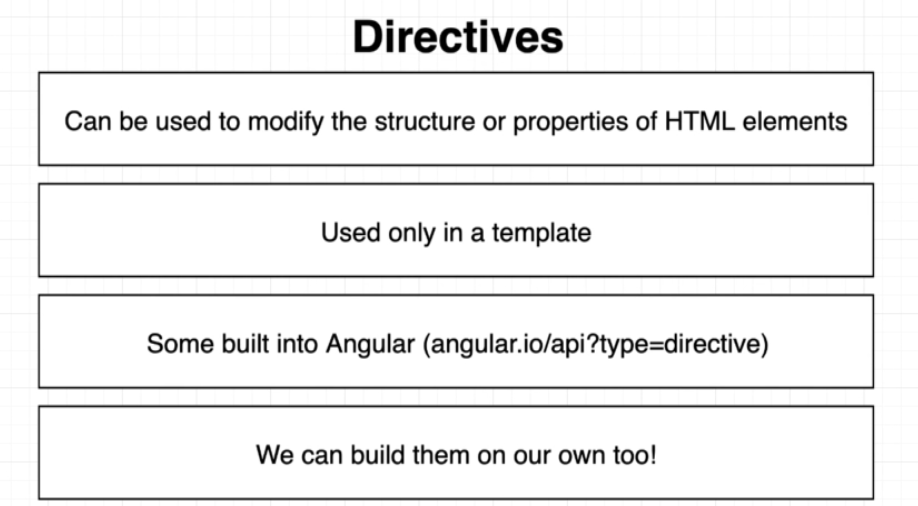 Directives
Can be used to modify the structure or properties of HTML elements
Used only in a template
Some built into Angular (angular.io/api?type=directive)
We can build them on our own too!